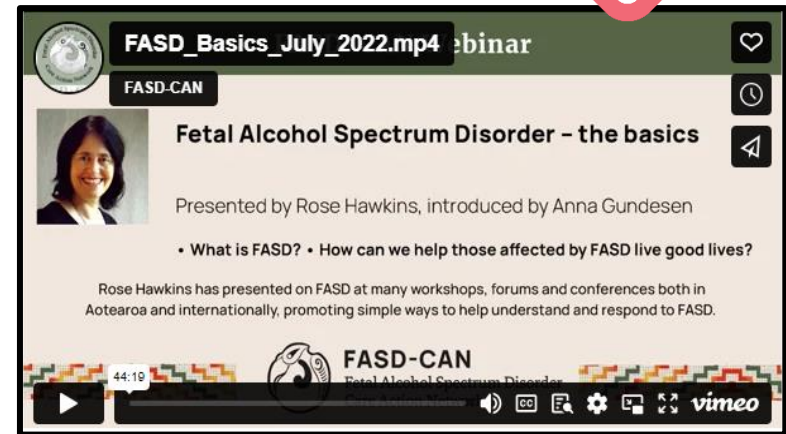 FASD_Basics_July_2022.mp4 ebinar
FASD-CAN
Fetal Alcohol Spectrum Disorder – the basics
Presented by Rose Hawkins, introduced by Anna Gundesen
• What is FASD? • How can we help those affected by FASD live good lives?
Rose Hawkins has presented on FASD at many workshops, forums and conferences both in
Aotearoa and internationally, promoting simple ways to help understand and respond to FASD.
FASD-CAN
Fetal Alcohol Spectrum Disorder
44:19
CC
vimeo